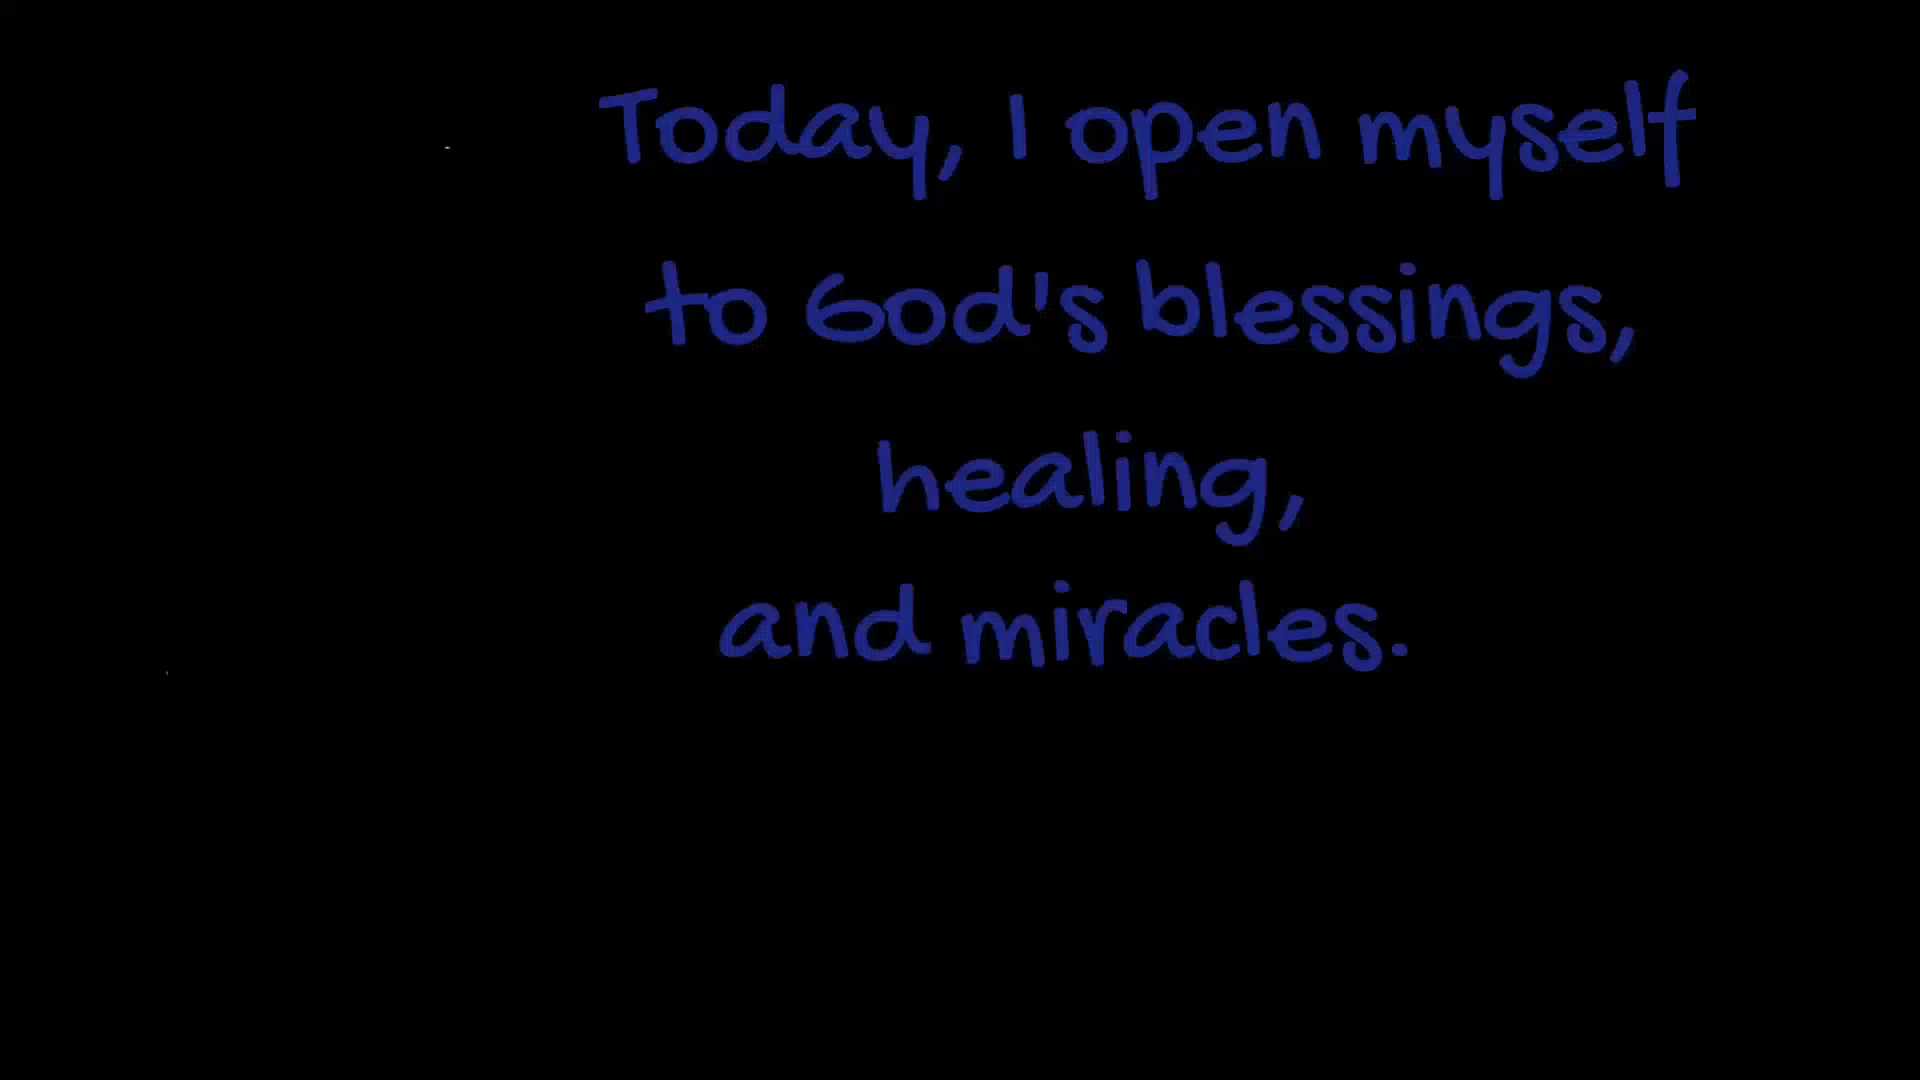 Today, I open myself
to God's blessings,
healing,
and miracles.